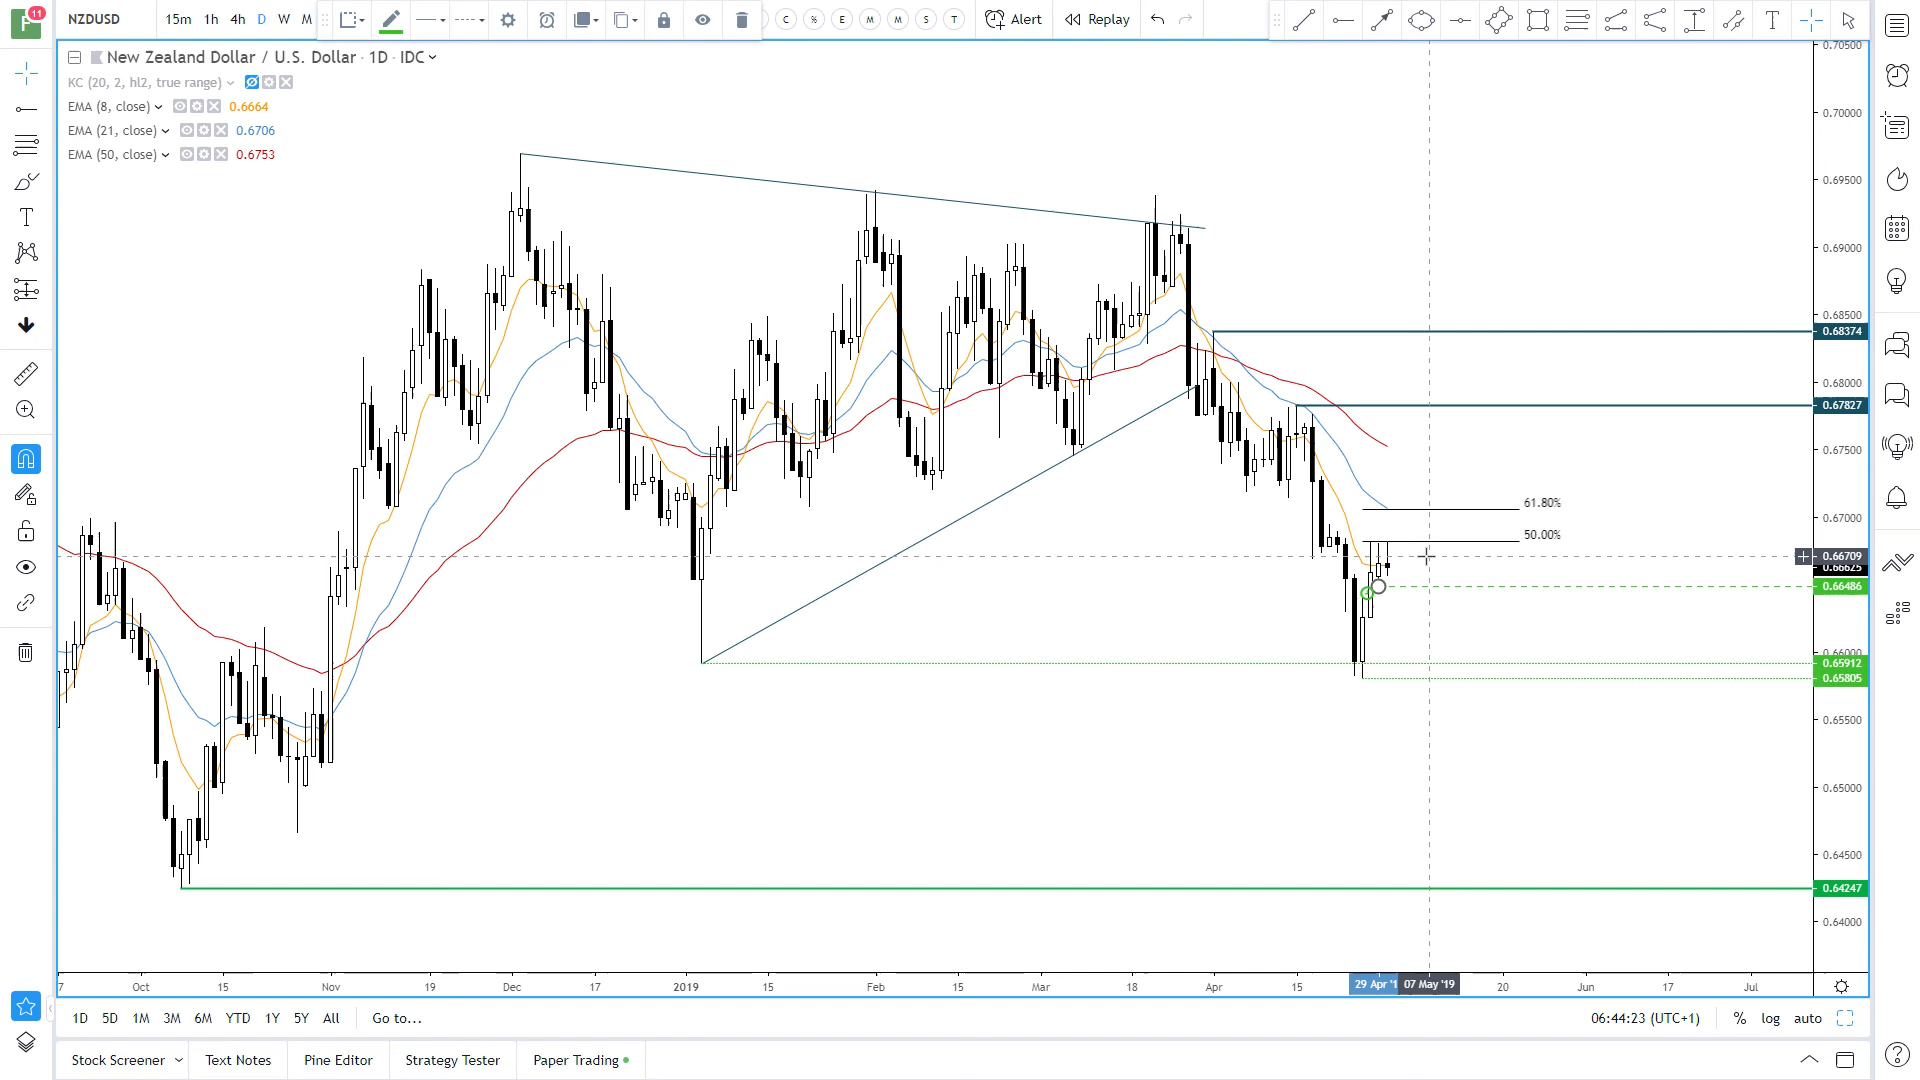 11
NZDUSD
15m 1h 4h D W M
C % E M M S T
Alert
Replay
New Zealand Dollar / U.S. Dollar · 1D · IDC
KC (20, 2, hl2, true range)
EMA (8, close) 0.6664
EMA (21, close) 0.6706
EMA (50, close) 0.6753
0.70500
0.70000
0.69500
0.69000
0.68500
0.68374
0.68000
0.67827
0.67500
61.80%
0.67000
50.00%
0.66709
0.66625
0.66486
0.66000
0.65912
0.65805
0.65500
0.65000
0.64500
0.64247
0.64000
7 Oct 15 Nov 19 Dec 17 2019 15 Feb 15 Mar 18 Apr 15 29 Apr '1 07 May '19 20 Jun 17 Jul
1D 5D 1M 3M 6M YTD 1Y 5Y All Go to...
06:44:23 (UTC+1) % log auto
Stock Screener Text Notes Pine Editor Strategy Tester Paper Trading